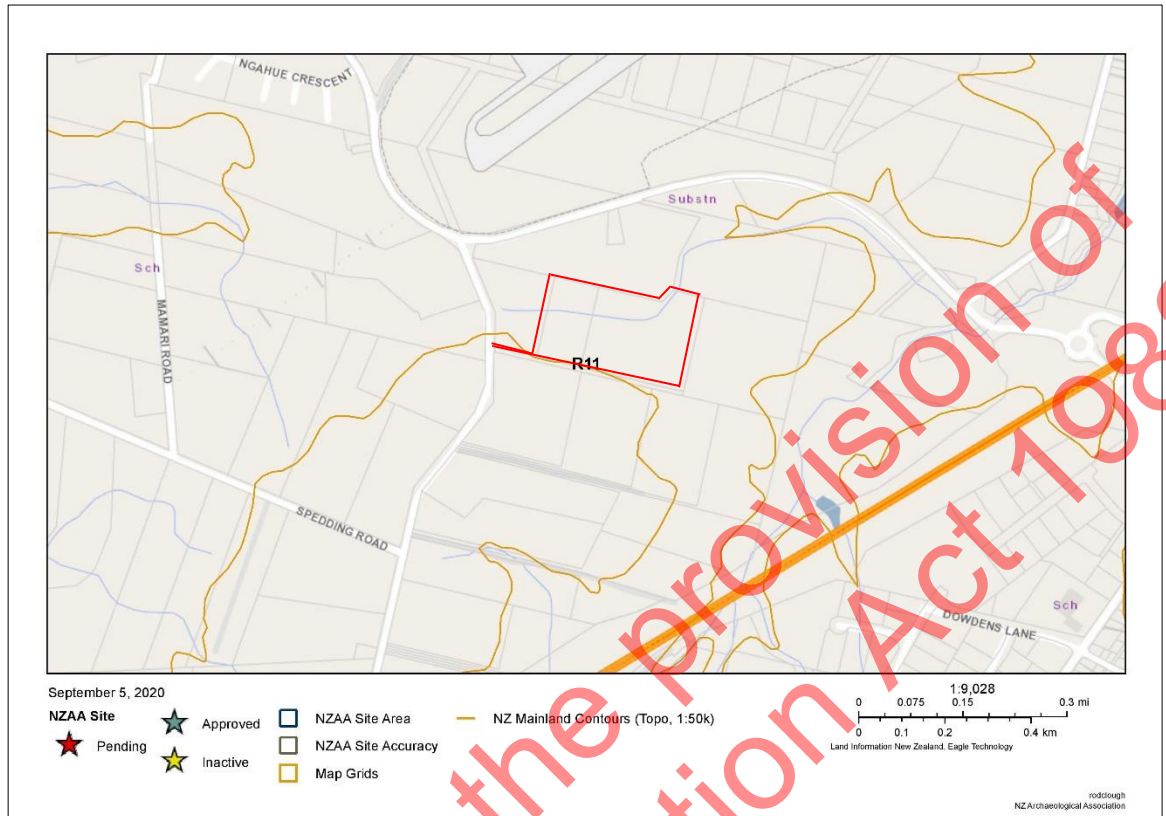 NGAHUE CRESCENT
Substn
Sch
MAMARI ROAD
R11
SPEDDING ROAD
Sch
DOWDENS LANE
the provision of
tion Act 198
September 5, 2020
NZAA Site
Pending
Approved
Inactive
NZAA Site Area
NZAA Site Accuracy
Map Grids
NZ Mainland Contours (Topo, 1:50k)
1:9,028
0 0.075 0.15 0.3 mi
0 0.1 0.2 0.4 km
Land Information New Zealand, Eagle Technology
rodclough
NZ Archaeological Association